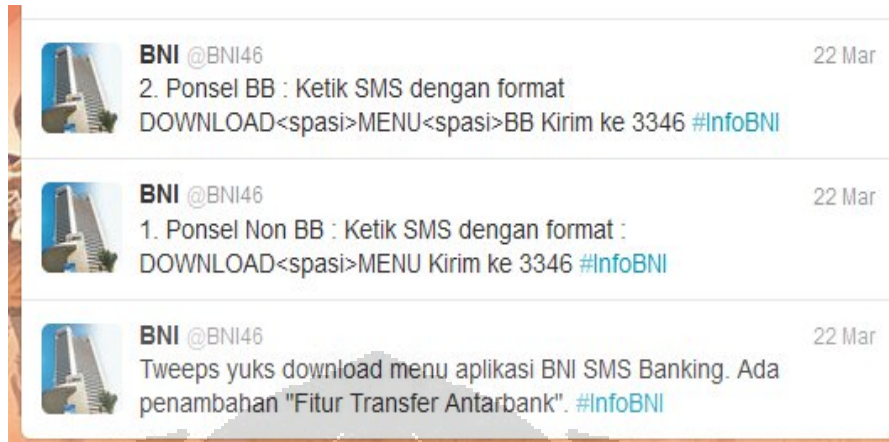 BNI @BNI46 22 Mar
2. Ponsel BB : Ketik SMS dengan format
DOWNLOAD<spasi>MENU<spasi>BB Kirim ke 3346 #InfoBNI
BNI @BNI46 22 Mar
1. Ponsel Non BB : Ketik SMS dengan format :
DOWNLOAD<spasi>MENU Kirim ke 3346 #InfoBNI
BNI @BNI46 22 Mar
Tweeps yuks download menu aplikasi BNI SMS Banking. Ada
penambahan "Fitur Transfer Antarbank". #InfoBNI